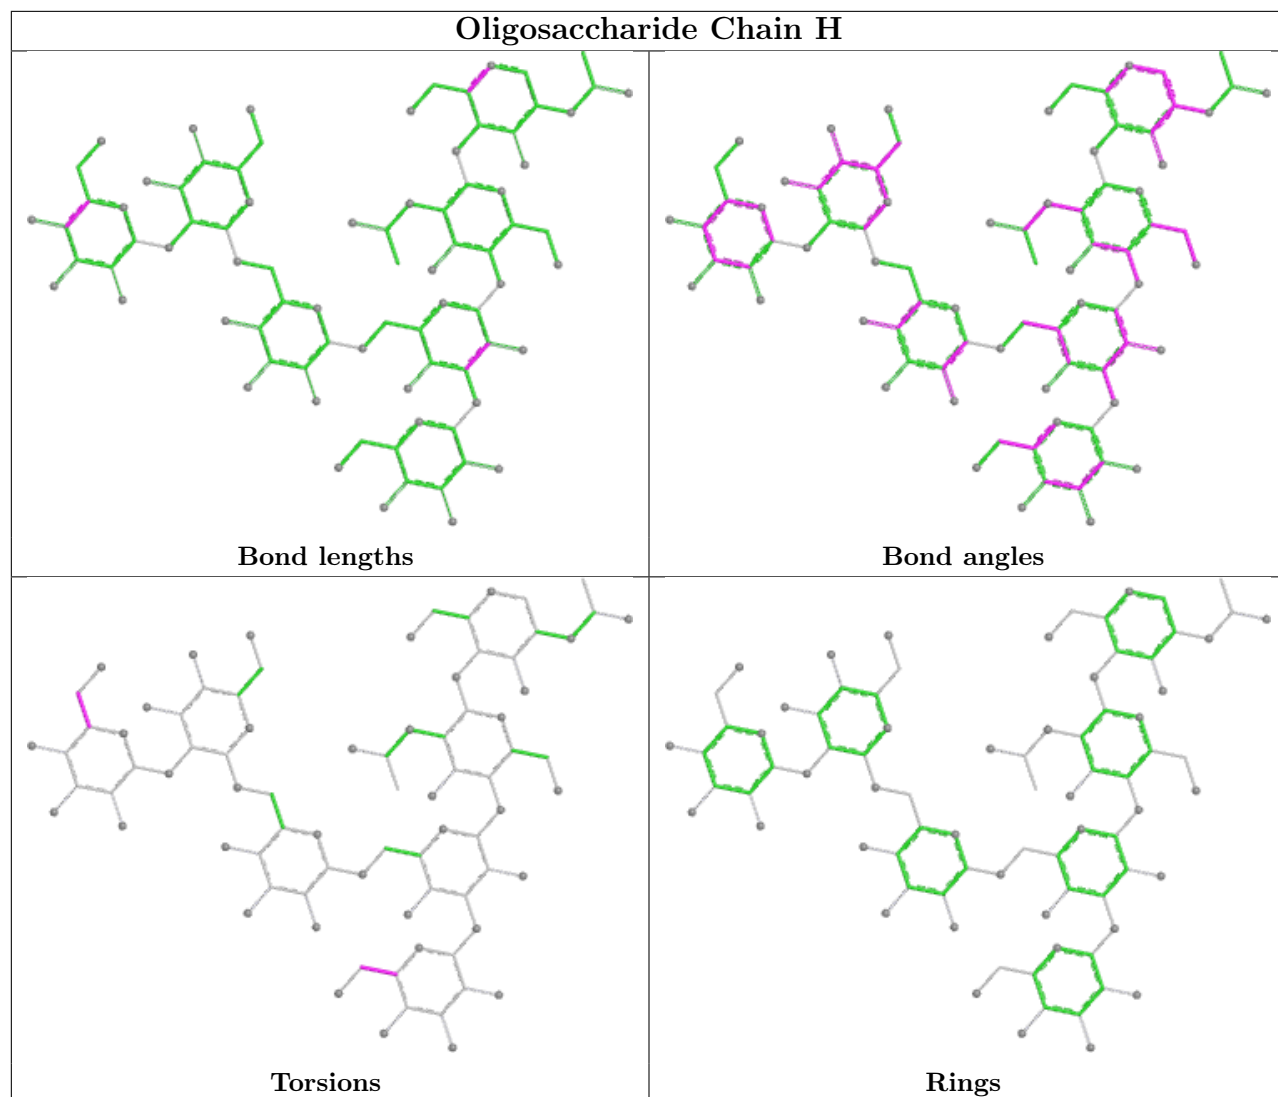 Oligosaccharide Chain H
Bond lengths
Bond angles
Torsions
Rings